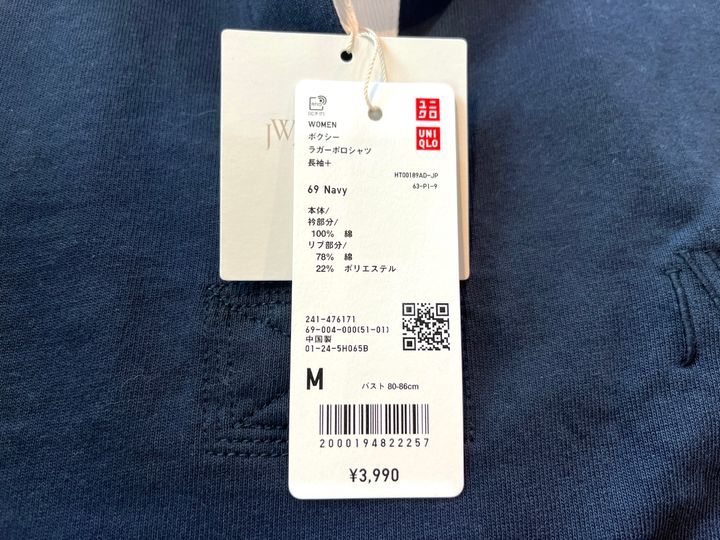 JW
RFID
WOMEN
ボクシー
ラガーポロシャツ
長袖+
ユニ
クロ
UNI
QLO
HT00189AD-JP
63-P1-9
69 Navy
本体/
衿部分/
100% 綿
リブ部分/
78% 綿
22% ポリエステル
241-476171
69-004-000(51-01)
中国製
01-24-5H065B
M バスト 80-86cm
2000194822257
¥3,990